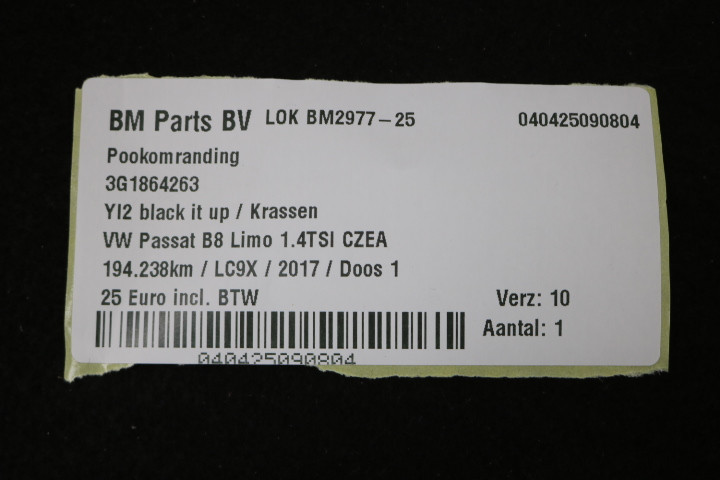 BM Parts BV LOK BM2977-25 040425090804
Pookomranding
3G1864263
YI2 black it up / Krassen
VW Passat B8 Limo 1.4TSI CZEA
194.238km / LC9X / 2017 / Doos 1
25 Euro incl. BTW Verz: 10
Aantal: 1
040425090804